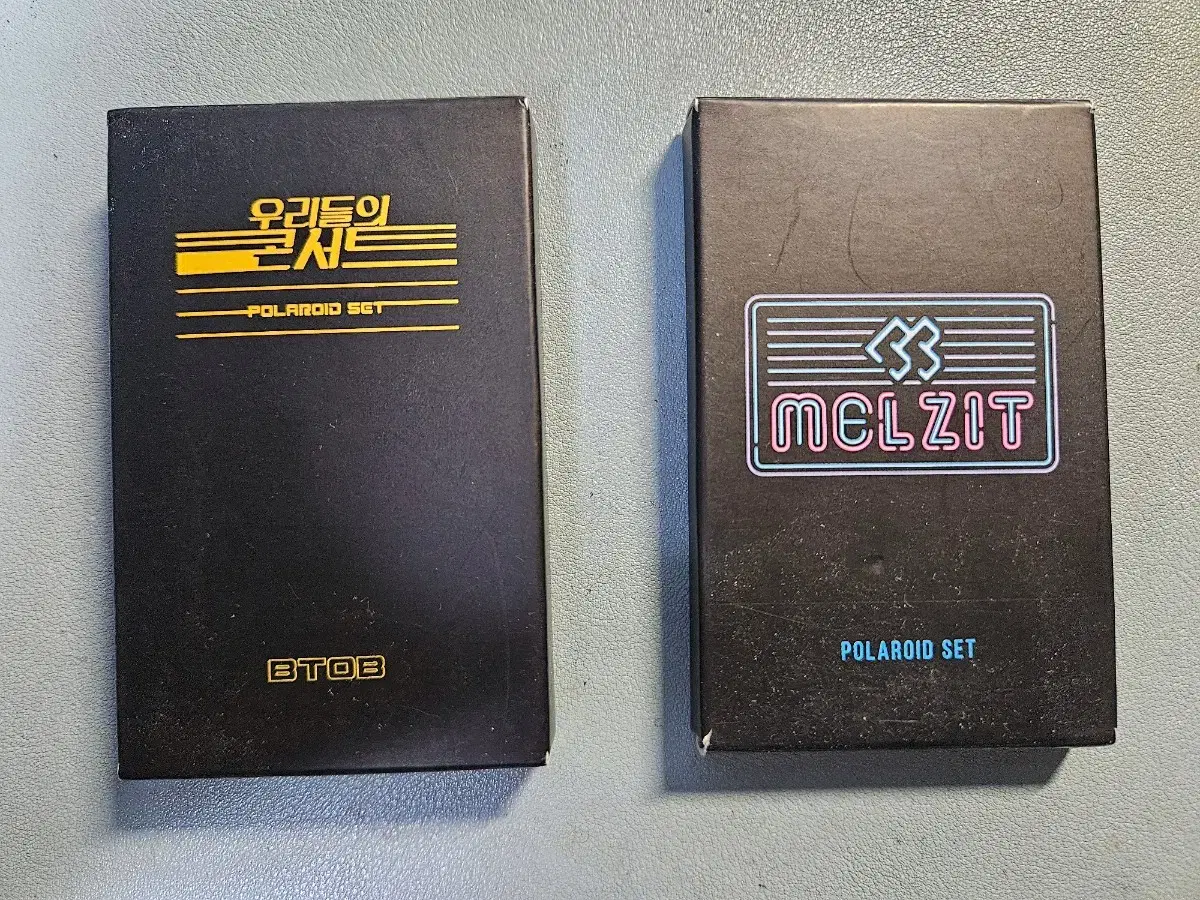 우리들의
콘서트
POLAROID SET
BTOB
MELZIT
POLAROID SET